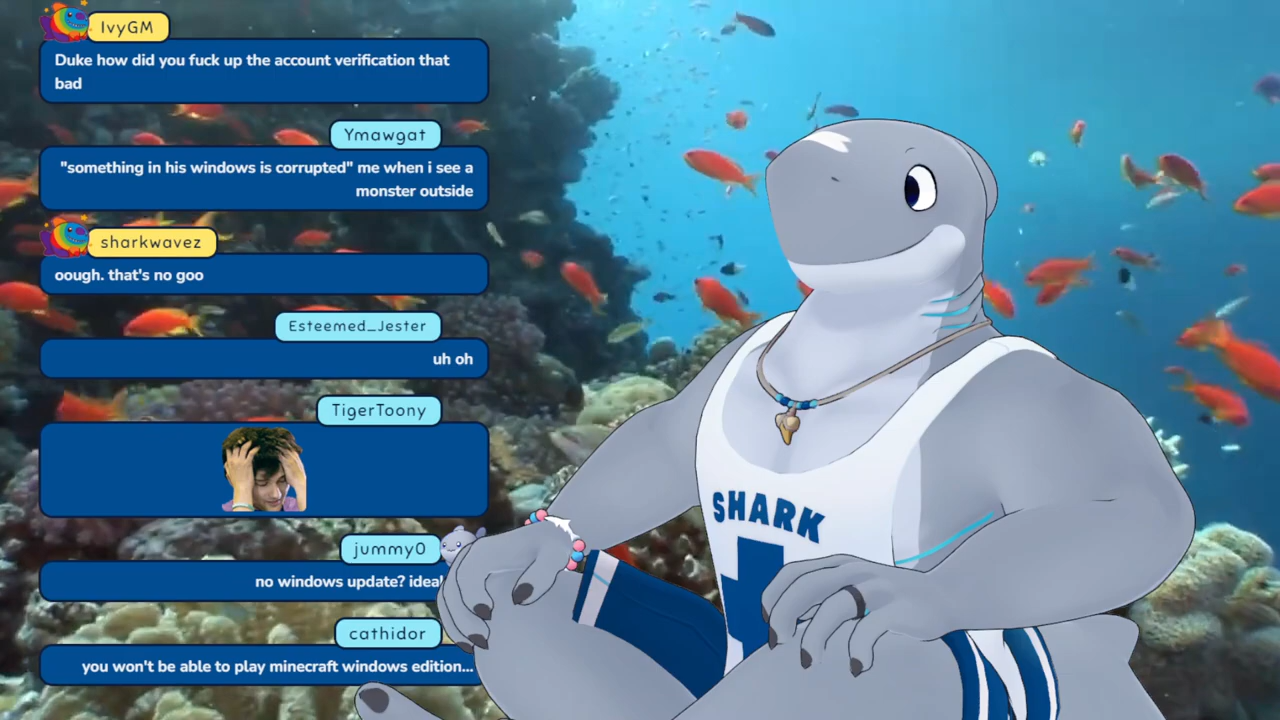 IvyGM
Duke how did you fuck up the account verification that
bad
Ymawgat
"something in his windows is corrupted" me when i see a
monster outside
sharkwavez
oough. that's no goo
Esteemed_Jester
uh oh
TigerToony
jummy0
no windows update? ideal
cathidor
you won't be able to play minecraft windows edition...
SHARK